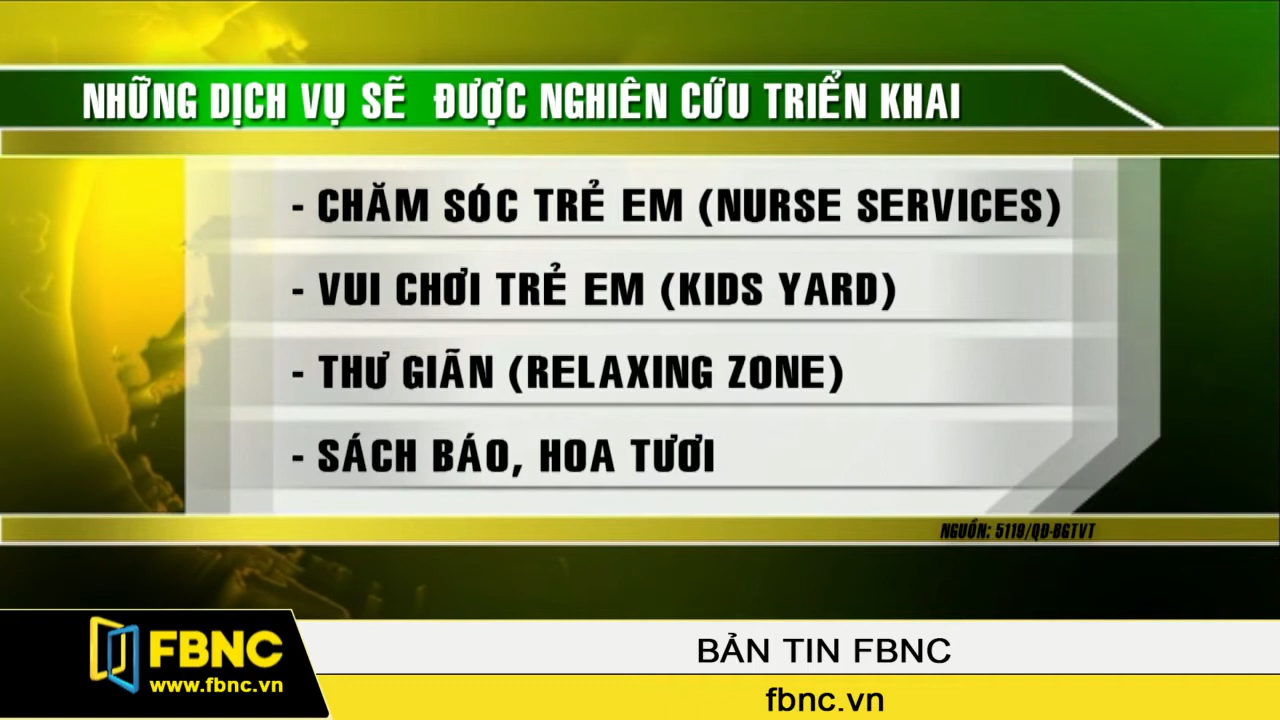 NHỮNG DỊCH VỤ SẼ ĐƯỢC NGHIÊN CỨU TRIỂN KHAI
- CHĂM SÓC TRẺ EM (NURSE SERVICES)
- VUI CHƠI TRẺ EM (KIDS YARD)
- THƯ GIÃN (RELAXING ZONE)
- SÁCH BÁO, HOA TƯƠI
NGUỒN: 5119/QĐ-BGTVT
FBNC
www.fbnc.vn
BẢN TIN FBNC
fbnc.vn